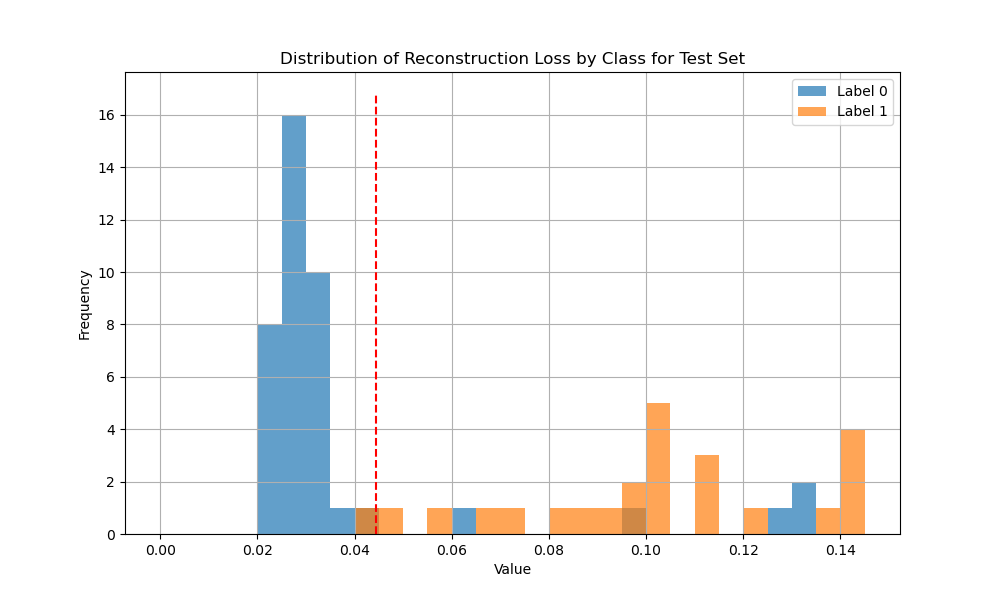 Distribution of Reconstruction Loss by Class for Test Set
Label 0
Label 1
Frequency
16
14
12
10
8
6
4
2
0
0.00 0.02 0.04 0.06 0.08 0.10 0.12 0.14
Value